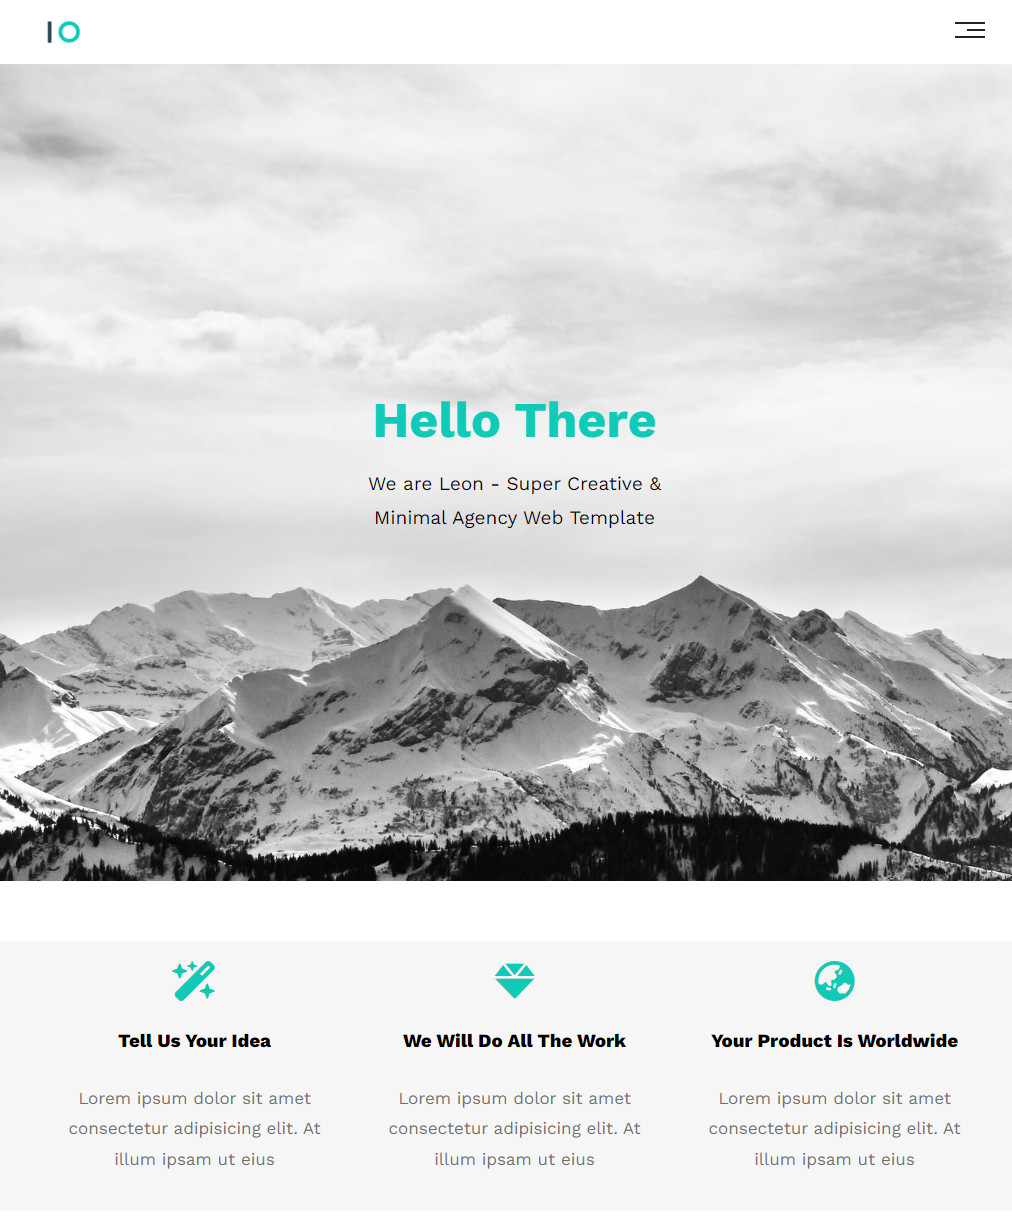 IO
Hello There
We are Leon - Super Creative &
Minimal Agency Web Template
Tell Us Your Idea
We Will Do All The Work
Your Product Is Worldwide
Lorem ipsum dolor sit amet
consectetur adipisicing elit. At
illum ipsam ut eius
Lorem ipsum dolor sit amet
consectetur adipisicing elit. At
illum ipsam ut eius
Lorem ipsum dolor sit amet
consectetur adipisicing elit. At
illum ipsam ut eius